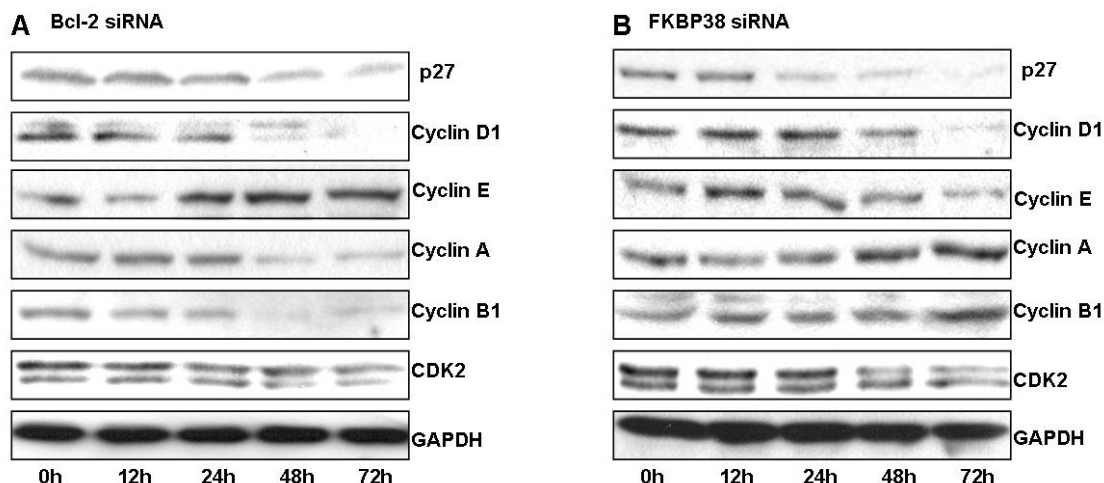 A Bcl-2 siRNA
p27
Cyclin D1
Cyclin E
Cyclin A
Cyclin B1
CDK2
GAPDH
0h 12h 24h 48h 72h
B FKBP38 siRNA
p27
Cyclin D1
Cyclin E
Cyclin A
Cyclin B1
CDK2
GAPDH
0h 12h 24h 48h 72h